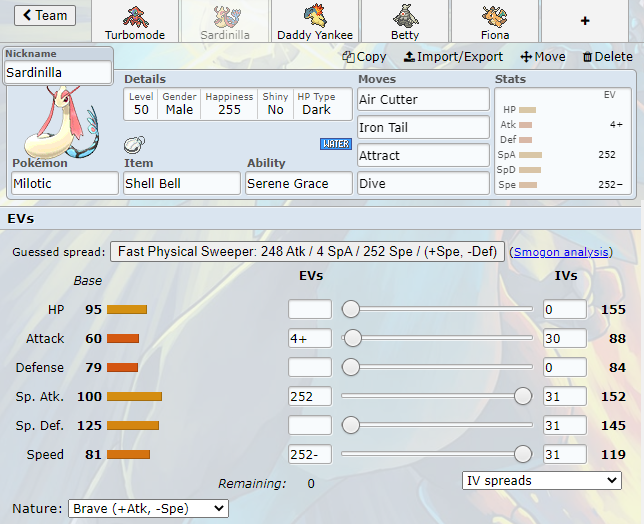 Team
Turbomode
Sardinilla
Daddy Yankee
Betty
Fiona
+
Nickname
Sardinilla
Copy Import/Export Move Delete
Details
Level Gender Happiness Shiny HP Type
50 Male 255 No Dark
WATER
Pokémon Item Ability
Milotic Shell Bell Serene Grace
Moves
Air Cutter
Iron Tail
Attract
Dive
Stats
EV
HP
Atk 4+
Def
SpA 252
SpD
Spe 252−
EVs
Guessed spread: Fast Physical Sweeper: 248 Atk / 4 SpA / 252 Spe / (+Spe, -Def) (Smogon analysis)
Base EVs IVs
HP 95 0 155
Attack 60 4+ 30 88
Defense 79 0 84
Sp. Atk. 100 252 31 152
Sp. Def. 125 31 145
Speed 81 252- 31 119
Remaining: 0 IV spreads
Nature: Brave (+Atk, -Spe)